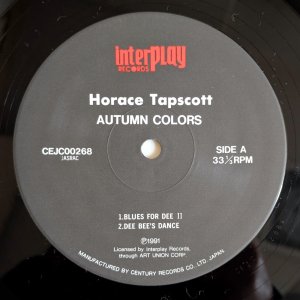 interplay
RECORDS
Horace Tapscott
AUTUMN COLORS
CEJC00268
JASRAC
SIDE A
33⅓RPM
1.BLUES FOR DEE II
2.DEE BEE'S DANCE
Ⓟ1991
Licensed by Interplay Records,
through ART UNION CORP.
MANUFACTURED BY CENTURY RECORDS CO. LTD. JAPAN